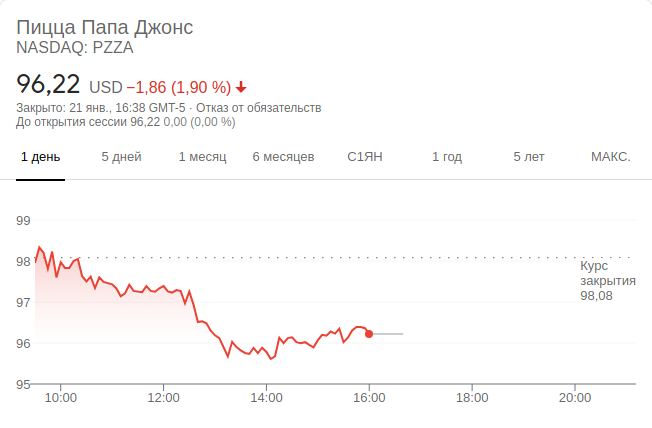 Пицца Папа Джонс
NASDAQ: PZZA
96,22 USD −1,86 (1,90 %)
Закрыто: 21 янв., 16:38 GMT-5 · Отказ от обязательств
До открытия сессии 96,22 0,00 (0,00 %)
1 день 5 дней 1 месяц 6 месяцев С1ЯН 1 год 5 лет МАКС.
99
98
Курс
закрытия
98,08
97
96
95
10:00 12:00 14:00 16:00 18:00 20:00